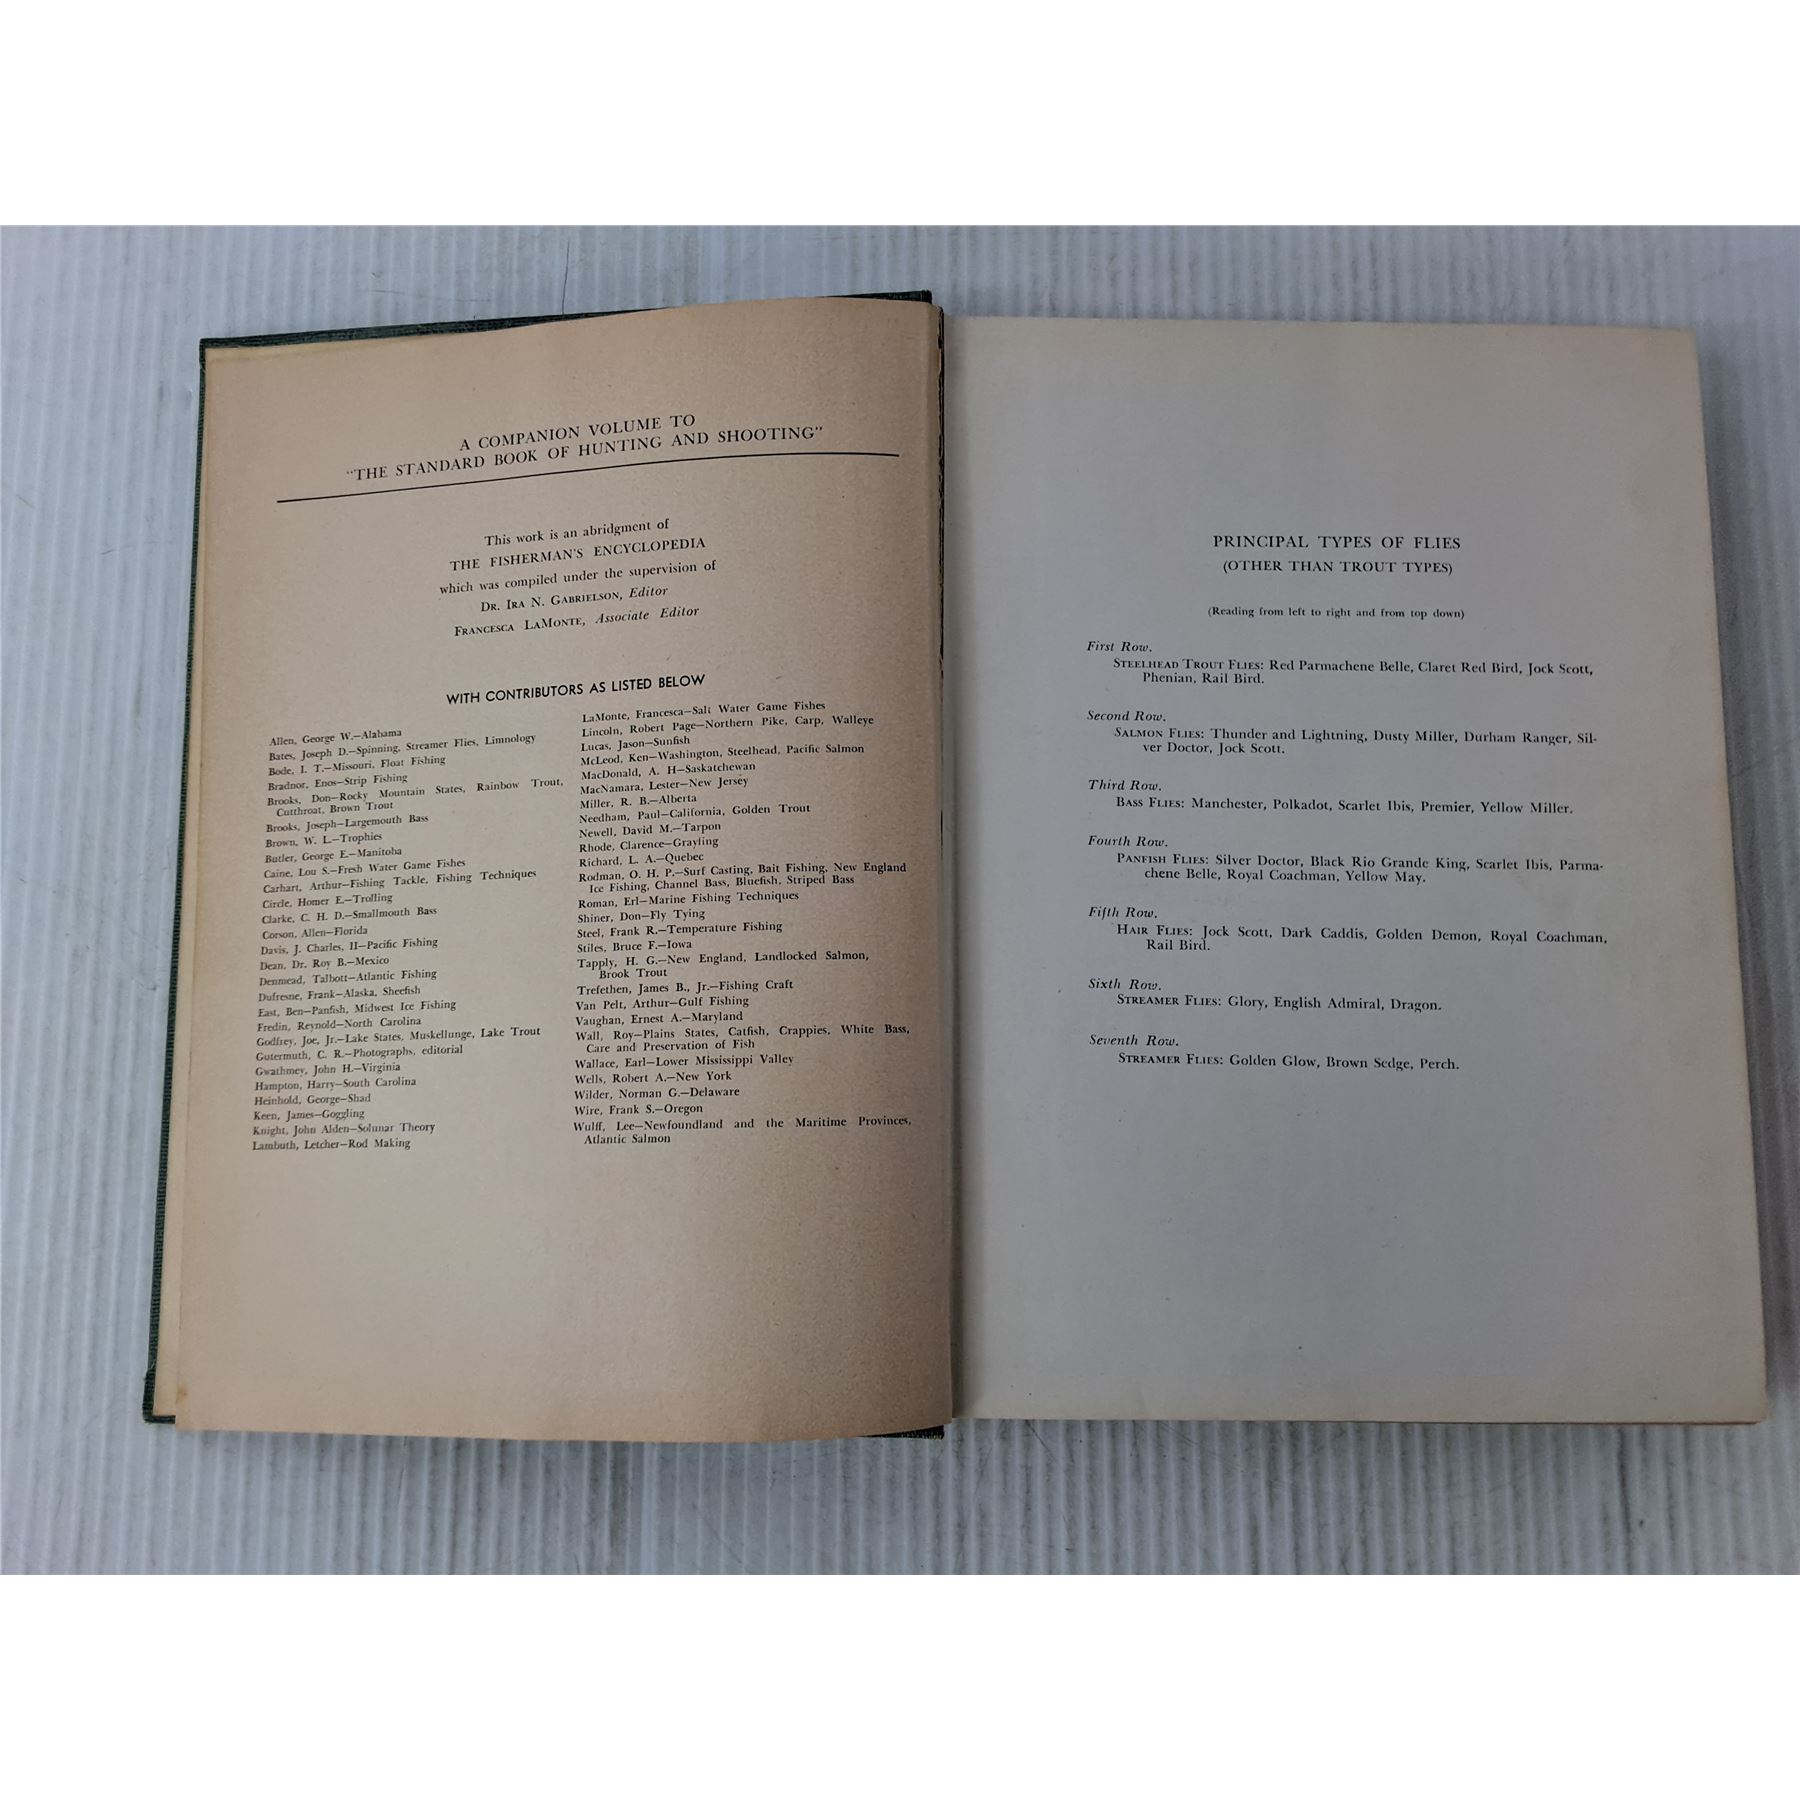 A COMPANION VOLUME TO
"THE STANDARD BOOK OF HUNTING AND SHOOTING"
This work is an abridgment of
THE FISHERMAN'S ENCYCLOPEDIA
which was compiled under the supervision of
DR. IRA N. GABRIELSON, Editor
FRANCESCA LAMONTE, Associate Editor
WITH CONTRIBUTORS AS LISTED BELOW
Allen, George W.—Alabama
Bates, Joseph D.—Spinning, Streamer Flies, Limnology
Bode, I. T.—Missouri, Float Fishing
Bradnor, Enos—Strip Fishing
Brooks, Don—Rocky Mountain States, Rainbow Trout,
Cutthroat, Brown Trout
Brooks, Joseph—Largemouth Bass
Brown, W. L.—Trophies
Butler, George E.—Manitoba
Caine, Lou S.—Fresh Water Game Fishes
Carhart, Arthur—Fishing Tackle, Fishing Techniques
Circle, Homer E.—Trolling
Clarke, C. H. D.—Smallmouth Bass
Corson, Allen—Florida
Davis, J. Charles, II—Pacific Fishing
Dean, Dr. Roy B.—Mexico
Denmead, Talbott—Atlantic Fishing
Dufresne, Frank—Alaska, Sheefish
East, Ben—Panfish, Midwest Ice Fishing
Fredin, Reynold—North Carolina
Godfrey, Joe, Jr.—Lake States, Muskellunge, Lake Trout
Gutermuth, C. R.—Photographs, editorial
Gwathmey, John H.—Virginia
Hampton, Harry—South Carolina
Heinhold, George—Shad
Keen, James—Goggling
Knight, John Alden—Solunar Theory
Lambuth, Letcher—Rod Making
LaMonte, Francesca—Salt Water Game Fishes
Lincoln, Robert Page—Northern Pike, Carp, Walleye
Lucas, Jason—Sunfish
McLeod, Ken—Washington, Steelhead, Pacific Salmon
MacDonald, A. H—Saskatchewan
MacNamara, Lester—New Jersey
Miller, R. B.—Alberta
Needham, Paul—California, Golden Trout
Newell, David M.—Tarpon
Rhode, Clarence—Grayling
Richard, L. A.—Quebec
Rodman, O. H. P.—Surf Casting, Bait Fishing, New England
Ice Fishing, Channel Bass, Bluefish, Striped Bass
Roman, Erl—Marine Fishing Techniques
Shiner, Don—Fly Tying
Steel, Frank R.—Temperature Fishing
Stiles, Bruce F.—Iowa
Tapply, H. G.—New England, Landlocked Salmon,
Brook Trout
Trefethen, James B., Jr.—Fishing Craft
Van Pelt, Arthur—Gulf Fishing
Vaughan, Ernest A.—Maryland
Wall, Roy—Plains States, Catfish, Crappies, White Bass,
Care and Preservation of Fish
Wallace, Earl—Lower Mississippi Valley
Wells, Robert A.—New York
Wilder, Norman G.—Delaware
Wire, Frank S.—Oregon
Wulff, Lee—Newfoundland and the Maritime Provinces,
Atlantic Salmon
PRINCIPAL TYPES OF FLIES
(OTHER THAN TROUT TYPES)
(Reading from left to right and from top down)
First Row.
STEELHEAD TROUT FLIES: Red Parmachene Belle, Claret Red Bird, Jock Scott,
Phenian, Rail Bird.
Second Row.
SALMON FLIES: Thunder and Lightning, Dusty Miller, Durham Ranger, Sil-
ver Doctor, Jock Scott.
Third Row.
BASS FLIES: Manchester, Polkadot, Scarlet Ibis, Premier, Yellow Miller.
Fourth Row.
PANFISH FLIES: Silver Doctor, Black Rio Grande King, Scarlet Ibis, Parma-
chene Belle, Royal Coachman, Yellow May.
Fifth Row.
HAIR FLIES: Jock Scott, Dark Caddis, Golden Demon, Royal Coachman,
Rail Bird.
Sixth Row.
STREAMER FLIES: Glory, English Admiral, Dragon.
Seventh Row.
STREAMER FLIES: Golden Glow, Brown Sedge, Perch.